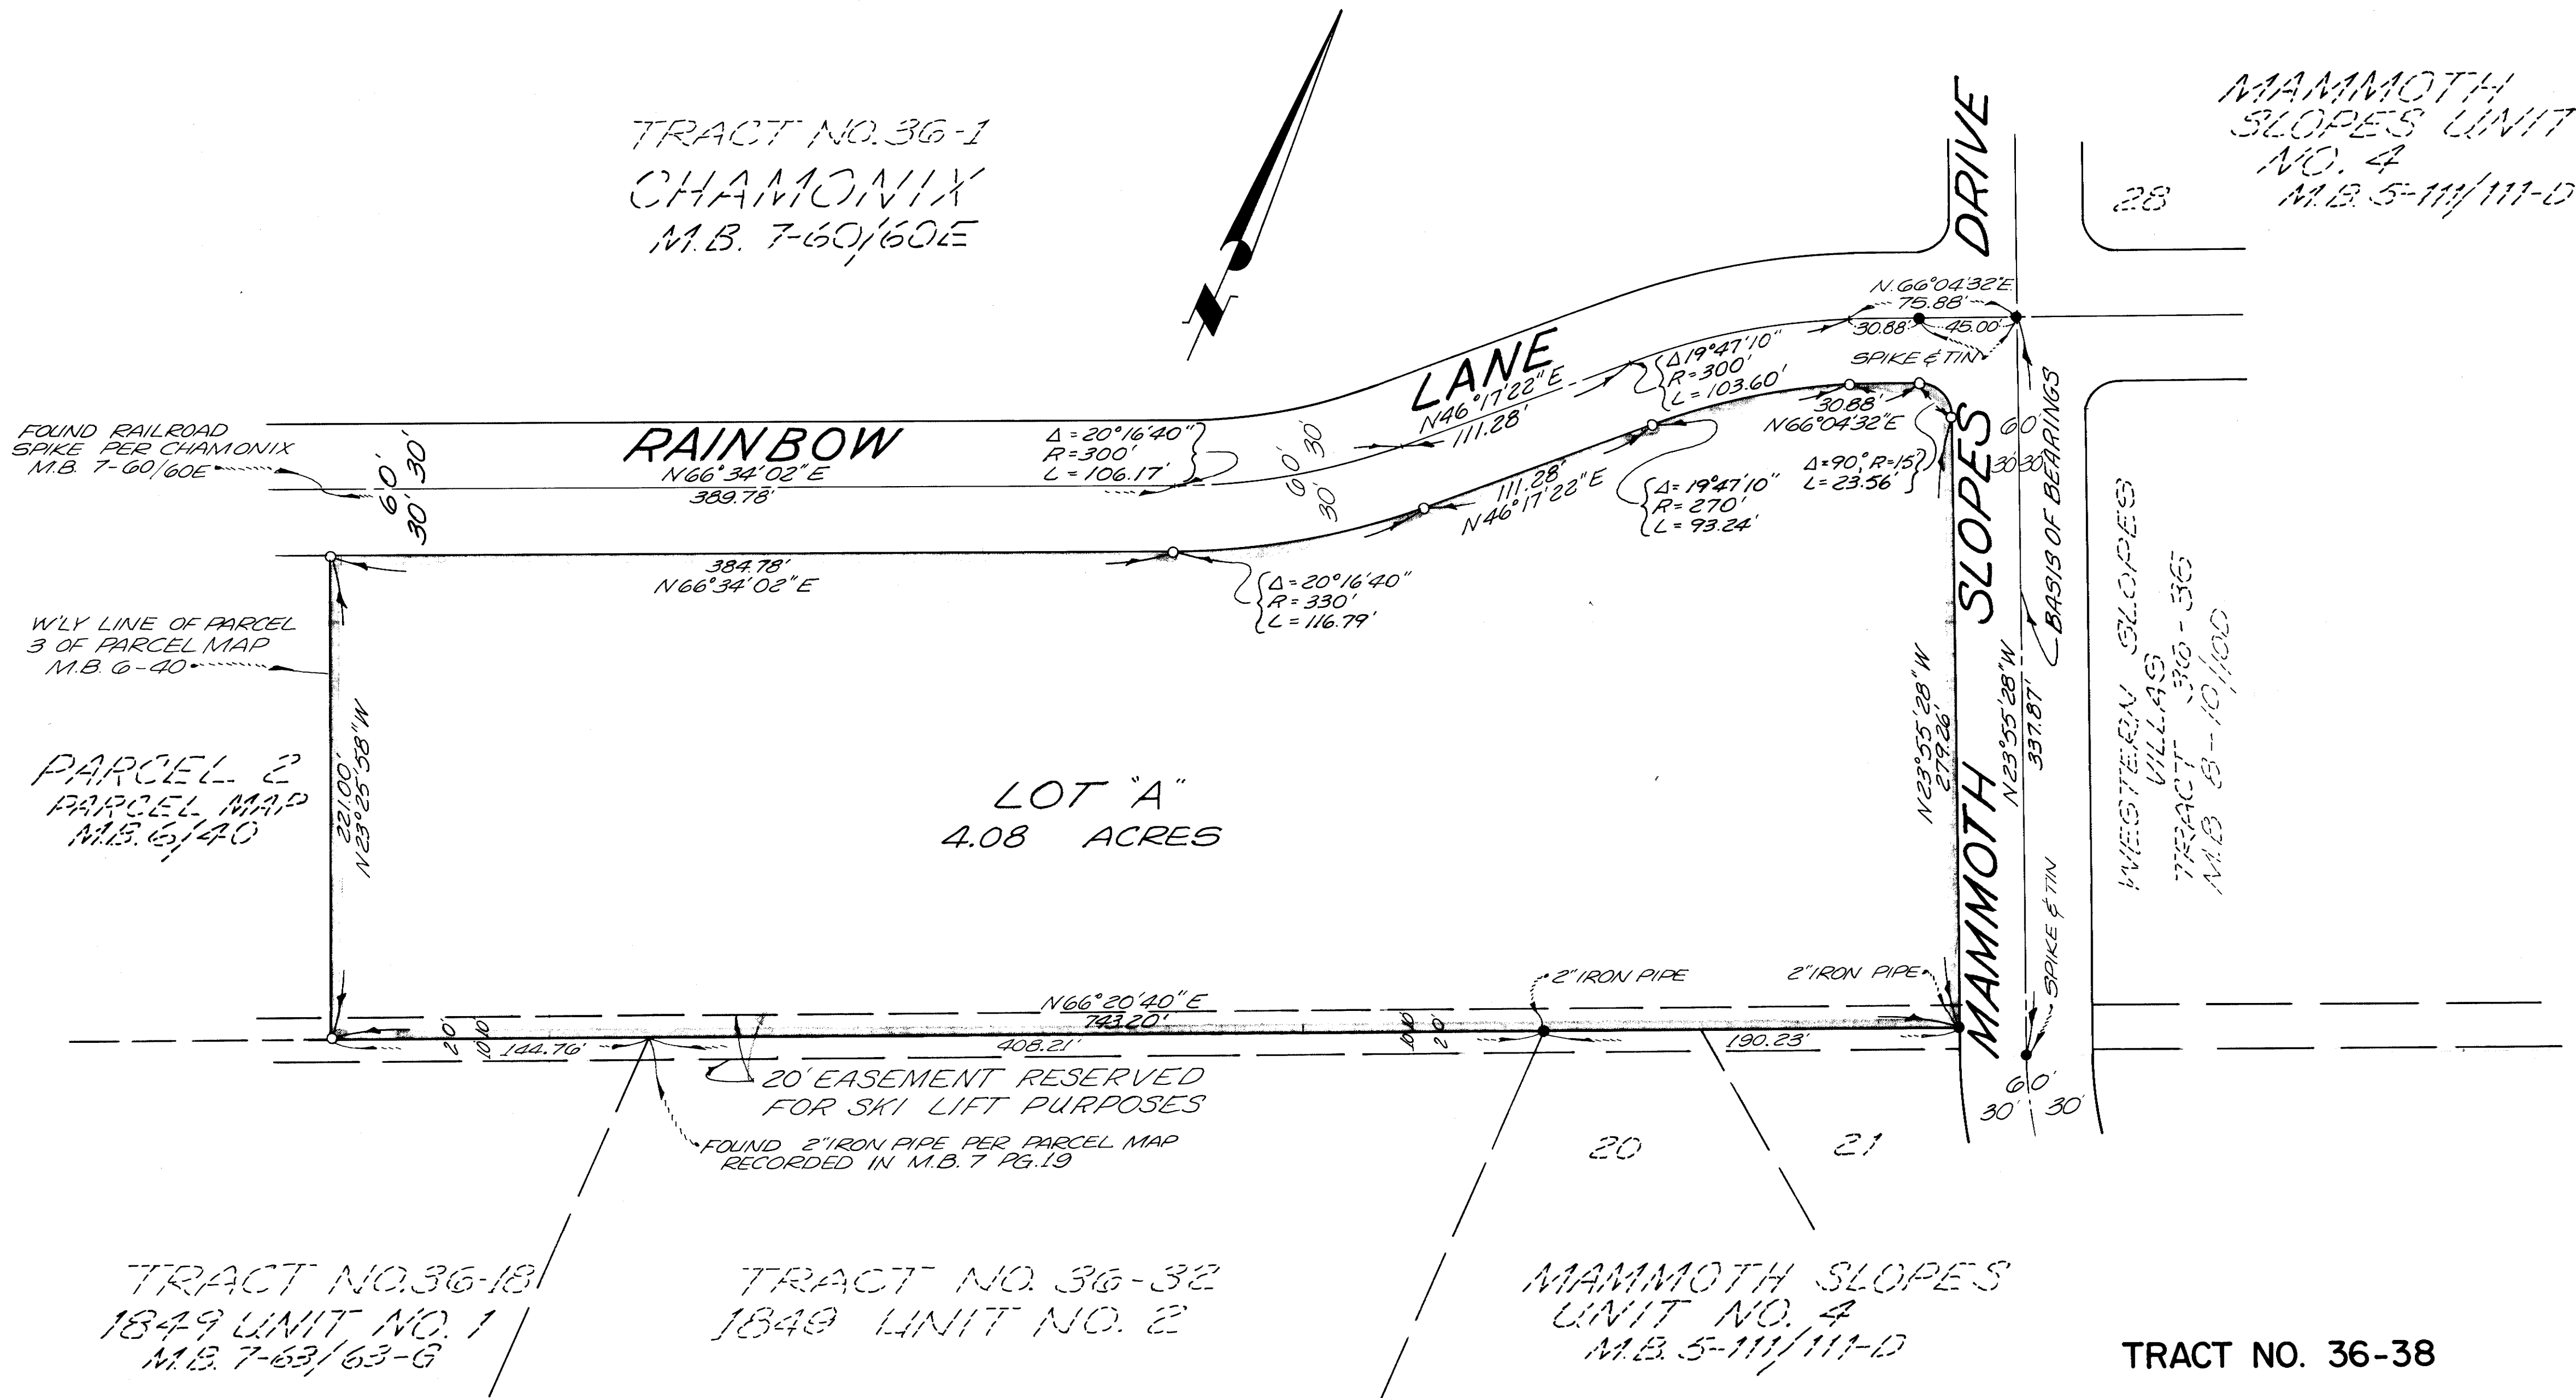 TRACT NO. 36-1
CHAMONIX
M.B. 7-60/60E
MAMMOTH
SLOPES UNIT
NO. 4
M.B. 5-111/111-D
28
DRIVE
N
N.66°04'32"E.
75.88'
30.88'
45.00'
SPIKE & TIN
FOUND RAILROAD
SPIKE PER CHAMONIX
M.B. 7-60/60E
60'
30' 30'
RAINBOW
N66°34'02"E
389.78'
Δ = 20°16'40"
R = 300'
L = 106.17'
60'
30'
30'
LANE
N46°17'22"E
111.28'
Δ 19°47'10"
R = 300'
L = 103.60'
30.88'
N66°04'32"E
Δ=90°, R=15'
L = 23.56'
60'
30' 30'
111.28'
N46°17'22"E
Δ = 19°47'10"
R = 270'
L = 93.24'
384.78'
N66°34'02"E
Δ = 20°16'40"
R = 330'
L = 116.79'
W'LY LINE OF PARCEL
3 OF PARCEL MAP
M.B. 6-40
221.00'
N23°25'58"W
PARCEL 2
PARCEL MAP
M.B. 6/40
LOT "A"
4.08 ACRES
N23°55'28"W
279.26'
MAMMOTH SLOPES
N23°55'28"W
337.87'
BASIS OF BEARINGS
SPIKE & TIN
WESTERN SLOPES
VILLAS
TRACT 36-36
M.B 8-10/10D
2" IRON PIPE
2" IRON PIPE
N66°20'40"E
743.20'
20'
10' 10'
144.76'
408.21'
10' 10'
20'
190.23'
20' EASEMENT RESERVED
FOR SKI LIFT PURPOSES
FOUND 2" IRON PIPE PER PARCEL MAP
RECORDED IN M.B. 7 PG.19
60'
30' 30'
20
21
TRACT NO.36-18
1849 UNIT NO. 1
M.B. 7-63/63-G
TRACT NO. 36-32
1849 UNIT NO. 2
MAMMOTH SLOPES
UNIT NO. 4
M.B. 5-111/111-D
TRACT NO. 36-38